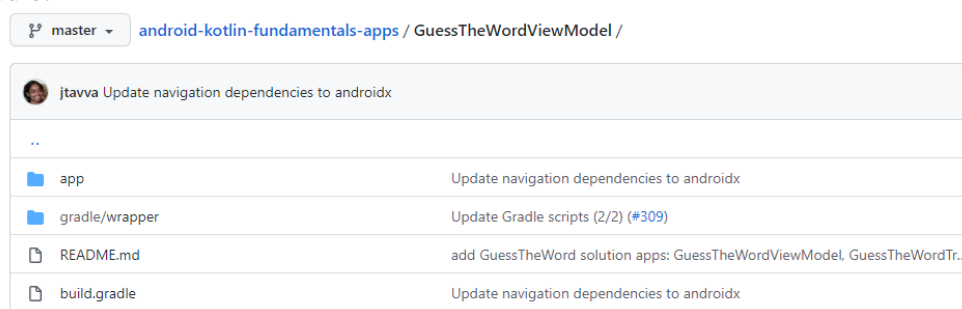 master android-kotlin-fundamentals-apps / GuessTheWordViewModel /
jtavva Update navigation dependencies to androidx
..
app Update navigation dependencies to androidx
gradle/wrapper Update Gradle scripts (2/2) (#309)
README.md add GuessTheWord solution apps: GuessTheWordViewModel, GuessTheWordTr...
build.gradle Update navigation dependencies to androidx